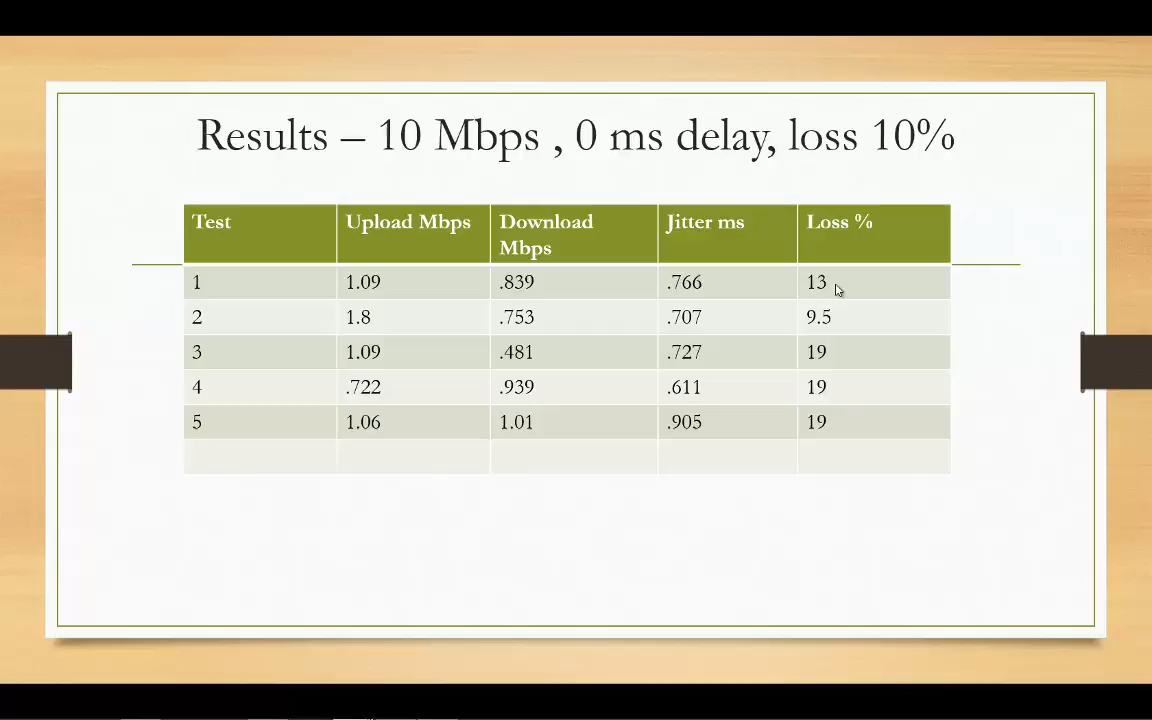 Results – 10 Mbps , 0 ms delay, loss 10%
Test Upload Mbps Download Mbps Jitter ms Loss %
1 1.09 .839 .766 13
2 1.8 .753 .707 9.5
3 1.09 .481 .727 19
4 .722 .939 .611 19
5 1.06 1.01 .905 19